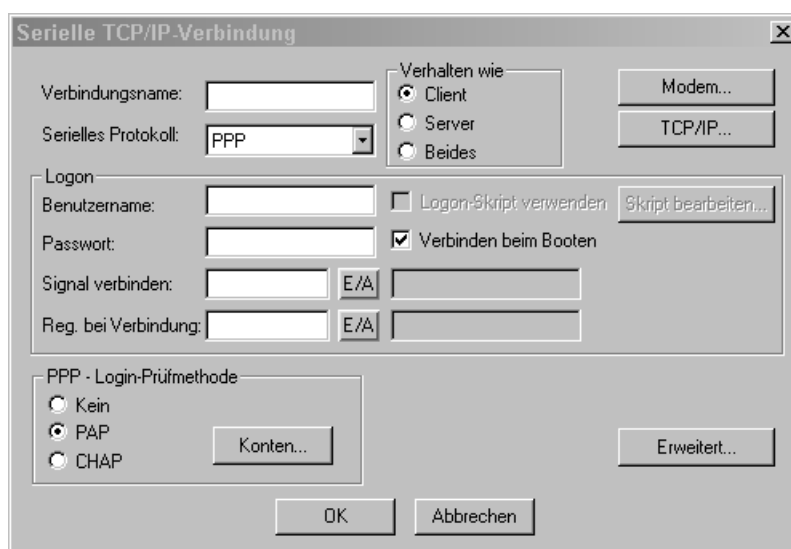 Serielle TCP/IP-Verbindung
Verbindungsname:
Serielles Protokoll:
PPP
Verhalten wie
Client
Server
Beides
Modem...
TCP/IP...
Logon
Benutzername:
Logon-Skript verwenden
Skript bearbeiten...
Passwort:
Verbinden beim Booten
Signal verbinden:
E/A
Reg. bei Verbindung:
E/A
PPP - Login-Prüfmethode
Kein
PAP
CHAP
Konten...
Erweitert...
OK
Abbrechen